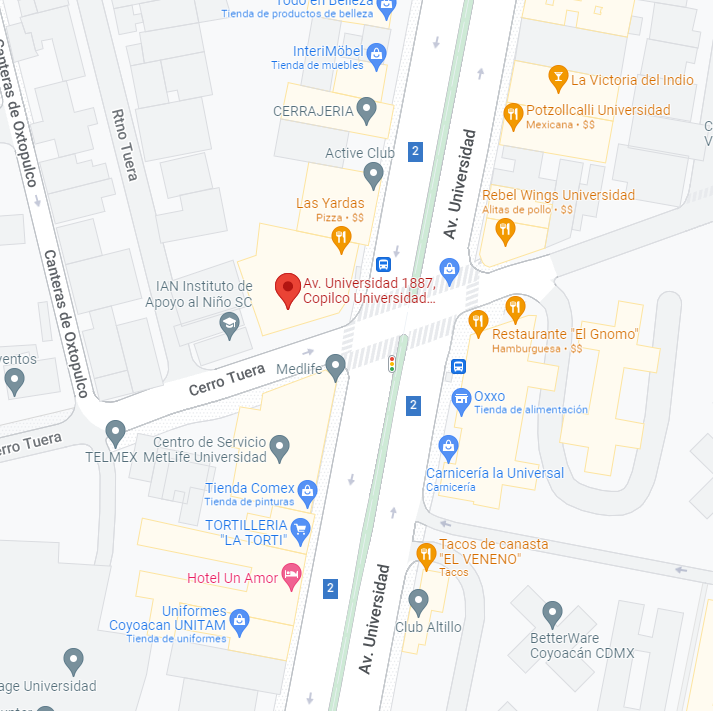 Todo en Belleza
Tienda de productos de belleza
InteriMöbel
Tienda de muebles
La Victoria del Indio
CERRAJERIA
Potzollcalli Universidad
Mexicana • $$
Canteras de Oxtopulco
Rtno Tuera
2
Active Club
Av. Universidad
Las Yardas
Pizza • $$
Rebel Wings Universidad
Alitas de pollo • $$
IAN Instituto de
Apoyo al Niño SC
Av. Universidad 1887,
Copilco Universidad...
Canteras de Oxtopulco
Restaurante "El Gnomo"
Hamburguesa • $$
Medlife
Cerro Tuera
Oxxo
Tienda de alimentación
2
TELMEX
Centro de Servicio
MetLife Universidad
Carnicería la Universal
Carnicería
Tienda Comex
Tienda de pinturas
TORTILLERIA
"LA TORTI"
Tacos de canasta
"EL VENENO"
Tacos
Hotel Un Amor
2
Av. Universidad
Uniformes
Coyoacan UNITAM
Tienda de uniformes
Club Altillo
BetterWare
Coyoacán CDMX
Universidad